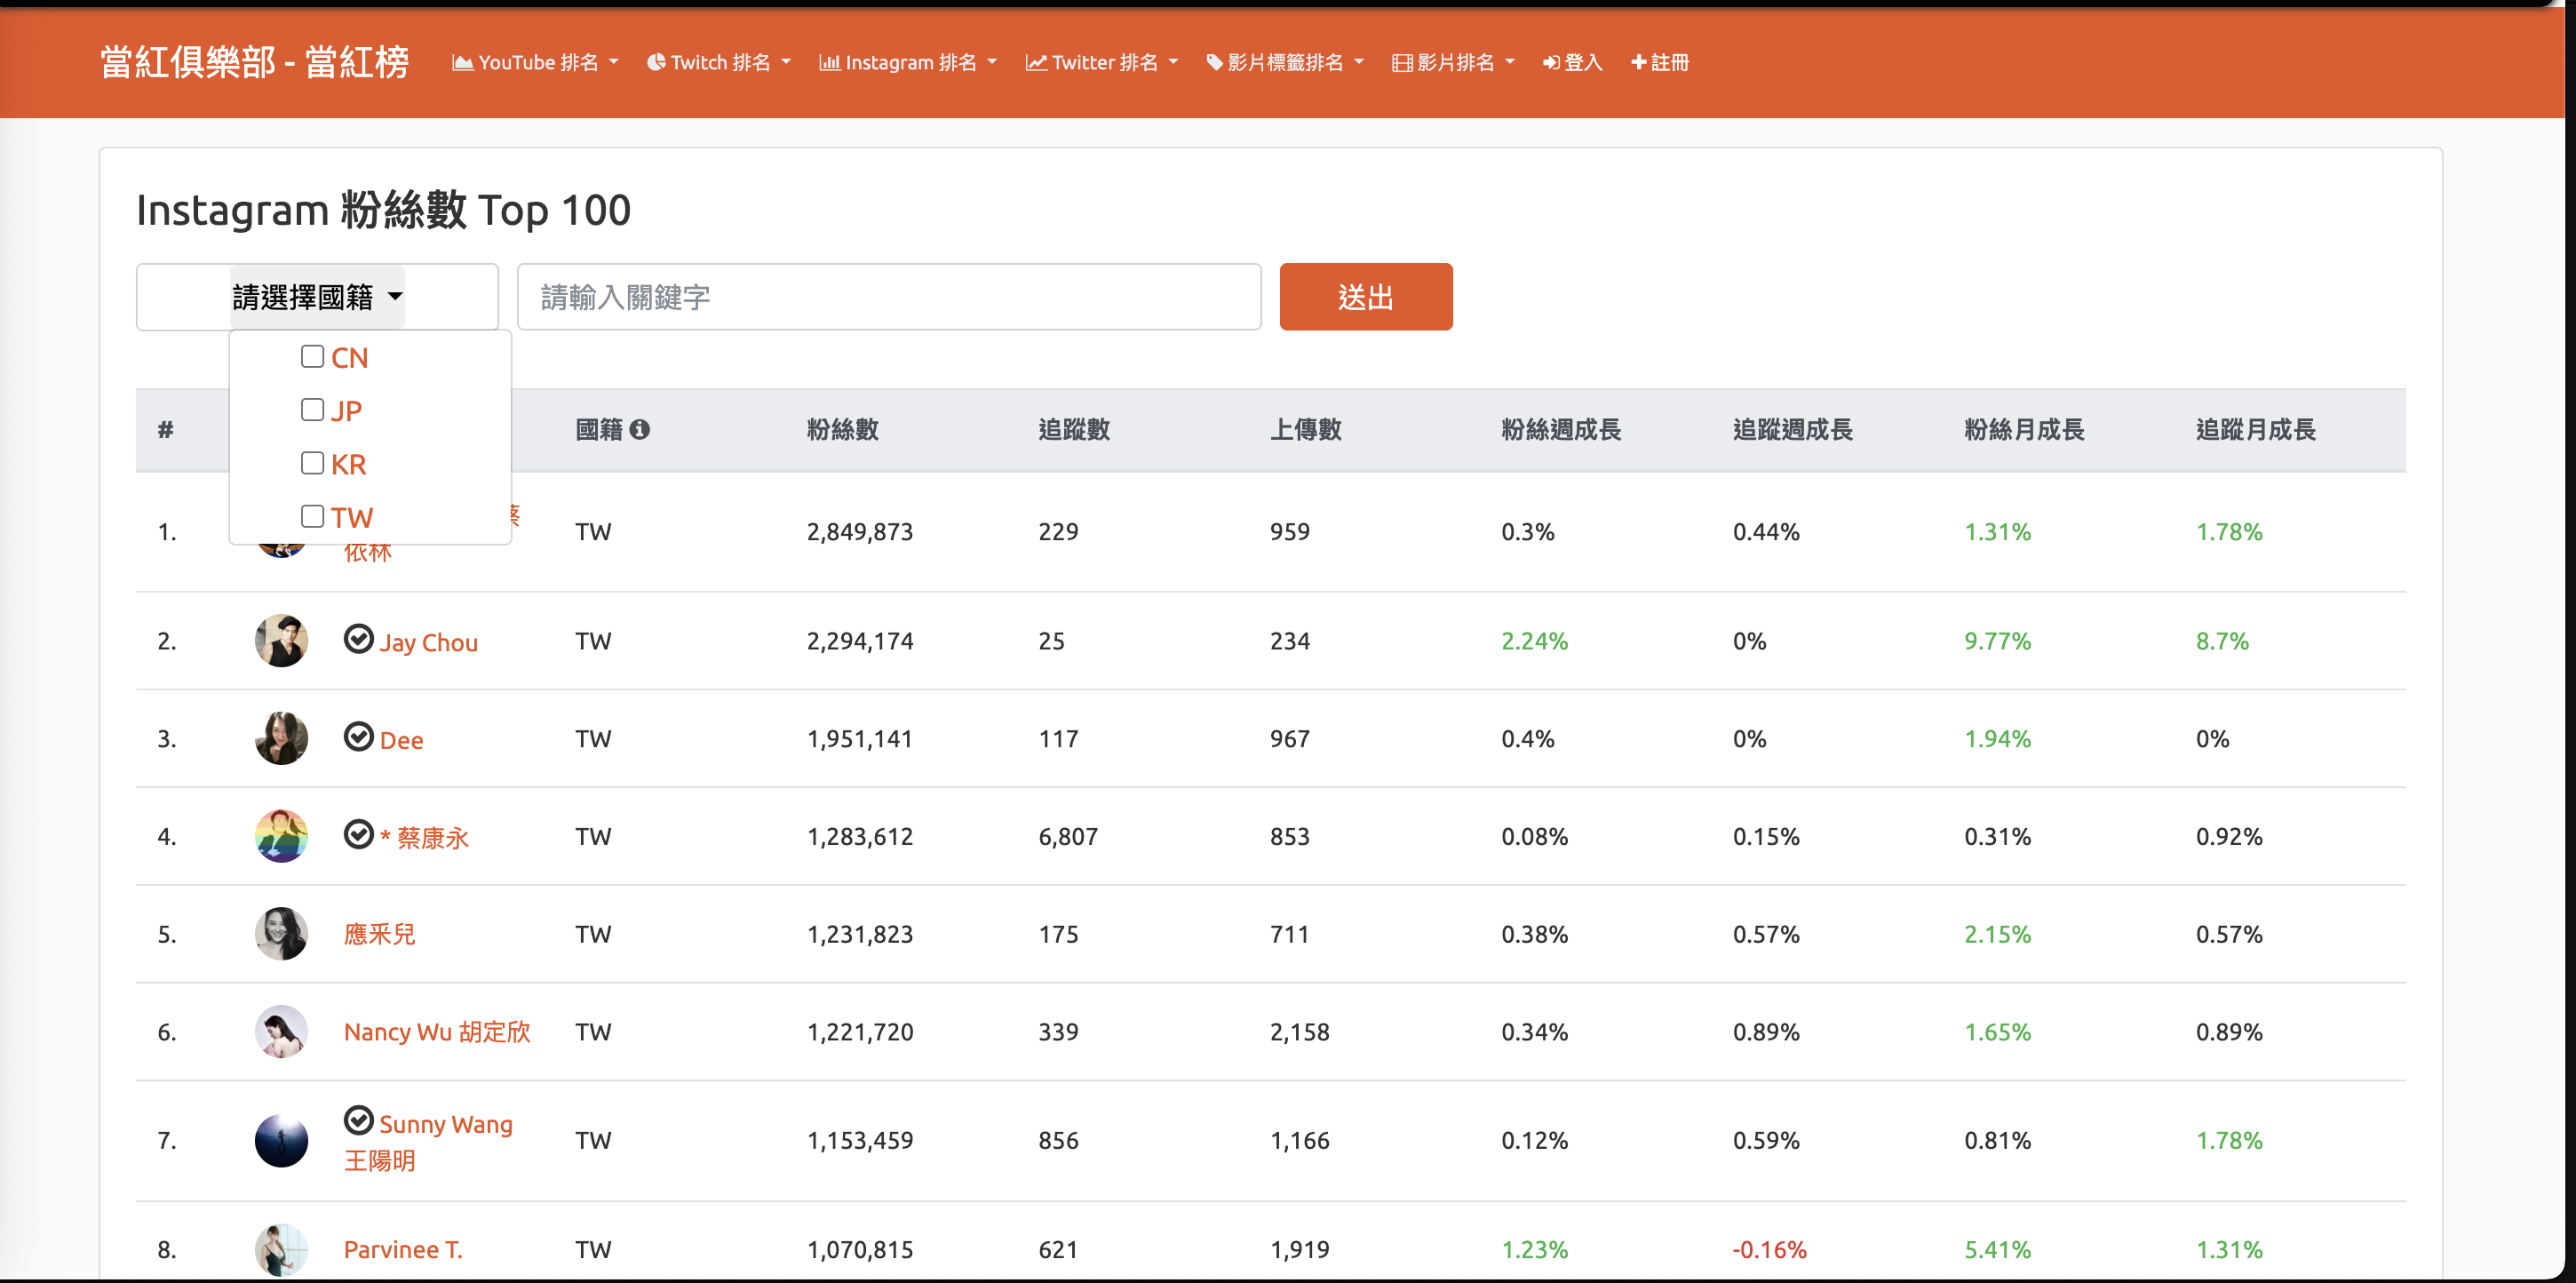 當紅俱樂部 - 當紅榜 YouTube 排名 Twitch 排名 Instagram 排名 Twitter 排名 影片標籤排名 影片排名 登入 註冊
Instagram 粉絲數 Top 100
請選擇國籍 請輸入關鍵字 送出
CN
JP
KR
TW
# 國籍 粉絲數 追蹤數 上傳數 粉絲週成長 追蹤週成長 粉絲月成長 追蹤月成長
1. 依林 TW 2,849,873 229 959 0.3% 0.44% 1.31% 1.78%
2. Jay Chou TW 2,294,174 25 234 2.24% 0% 9.77% 8.7%
3. Dee TW 1,951,141 117 967 0.4% 0% 1.94% 0%
4. * 蔡康永 TW 1,283,612 6,807 853 0.08% 0.15% 0.31% 0.92%
5. 應釆兒 TW 1,231,823 175 711 0.38% 0.57% 2.15% 0.57%
6. Nancy Wu 胡定欣 TW 1,221,720 339 2,158 0.34% 0.89% 1.65% 0.89%
7. Sunny Wang
王陽明 TW 1,153,459 856 1,166 0.12% 0.59% 0.81% 1.78%
8. Parvinee T. TW 1,070,815 621 1,919 1.23% -0.16% 5.41% 1.31%